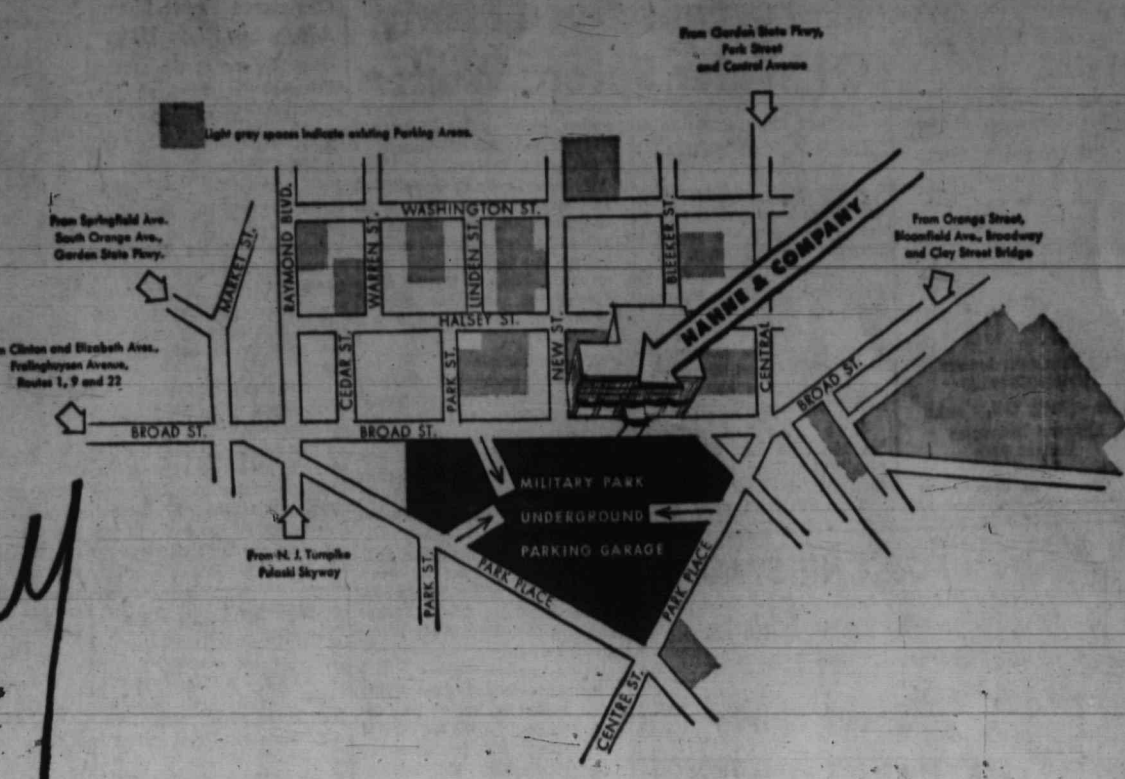 From Garden State Pkwy,
Park Street
and Central Avenue
Light grey spaces indicate existing Parking Areas.
From Springfield Ave.
South Orange Ave.,
Garden State Pkwy.
MARKET ST.
RAYMOND BLVD.
WARREN ST.
WASHINGTON ST.
LINDEN ST.
BLEEKER ST.
HAHNE & COMPANY
From Orange Street,
Bloomfield Ave., Broadway
and Clay Street Bridge
Clinton and Elizabeth Aves.,
Frelinghuysen Avenue,
Routes 1, 9 and 22
HALSEY ST.
CEDAR ST.
PARK ST.
NEW ST.
CENTRAL
BROAD ST.
BROAD ST.
BROAD ST.
MILITARY PARK
UNDERGROUND
PARKING GARAGE
From N. J. Turnpike
Pulaski Skyway
PARK ST.
PARK PLACE
PARK PLACE
CENTRE ST.
y